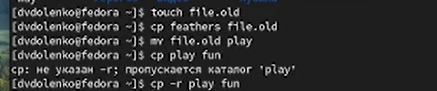 [dvdolenko@fedora ~]$ touch file.old
[dvdolenko@fedora ~]$ cp feathers file.old
[dvdolenko@fedora ~]$ mv file.old play
[dvdolenko@fedora ~]$ cp play fun
cp: не указан -r; пропускается каталог 'play'
[dvdolenko@fedora ~]$ cp -r play fun